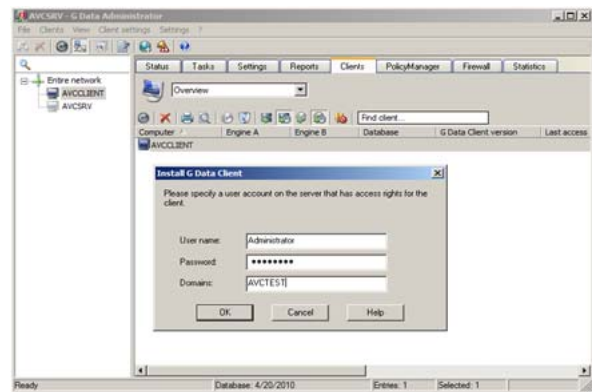 AVCSRV - G Data Administrator
File Clients View Client settings Settings ?
Status Tasks Settings Reports Clients PolicyManager Firewall Statistics
Entire network
AVCCLIENT
AVCSRV
Overview
Find client...
Computer Engine A Engine B Database G Data Client version Last access
AVCCLIENT
Install G Data Client
Please specify a user account on the server that has access rights for the
client.
User name: Administrator
Password: ••••••••
Domains: AVCTEST
OK Cancel Help
Ready Database: 4/20/2010 Entries: 1 Selected: 1